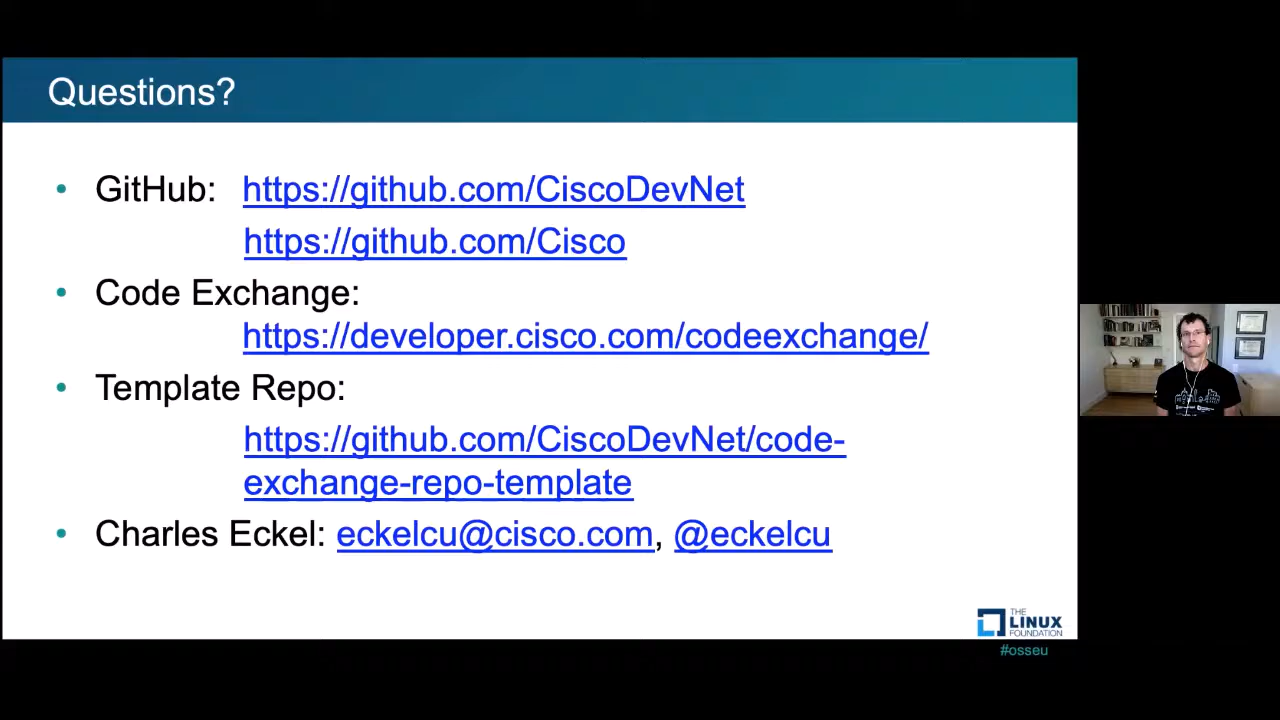 Questions?
• GitHub: https://github.com/CiscoDevNet
https://github.com/Cisco
• Code Exchange:
https://developer.cisco.com/codeexchange/
• Template Repo:
https://github.com/CiscoDevNet/code-
exchange-repo-template
• Charles Eckel: eckelcu@cisco.com, @eckelcu
THE
LINUX
FOUNDATION
#osseu